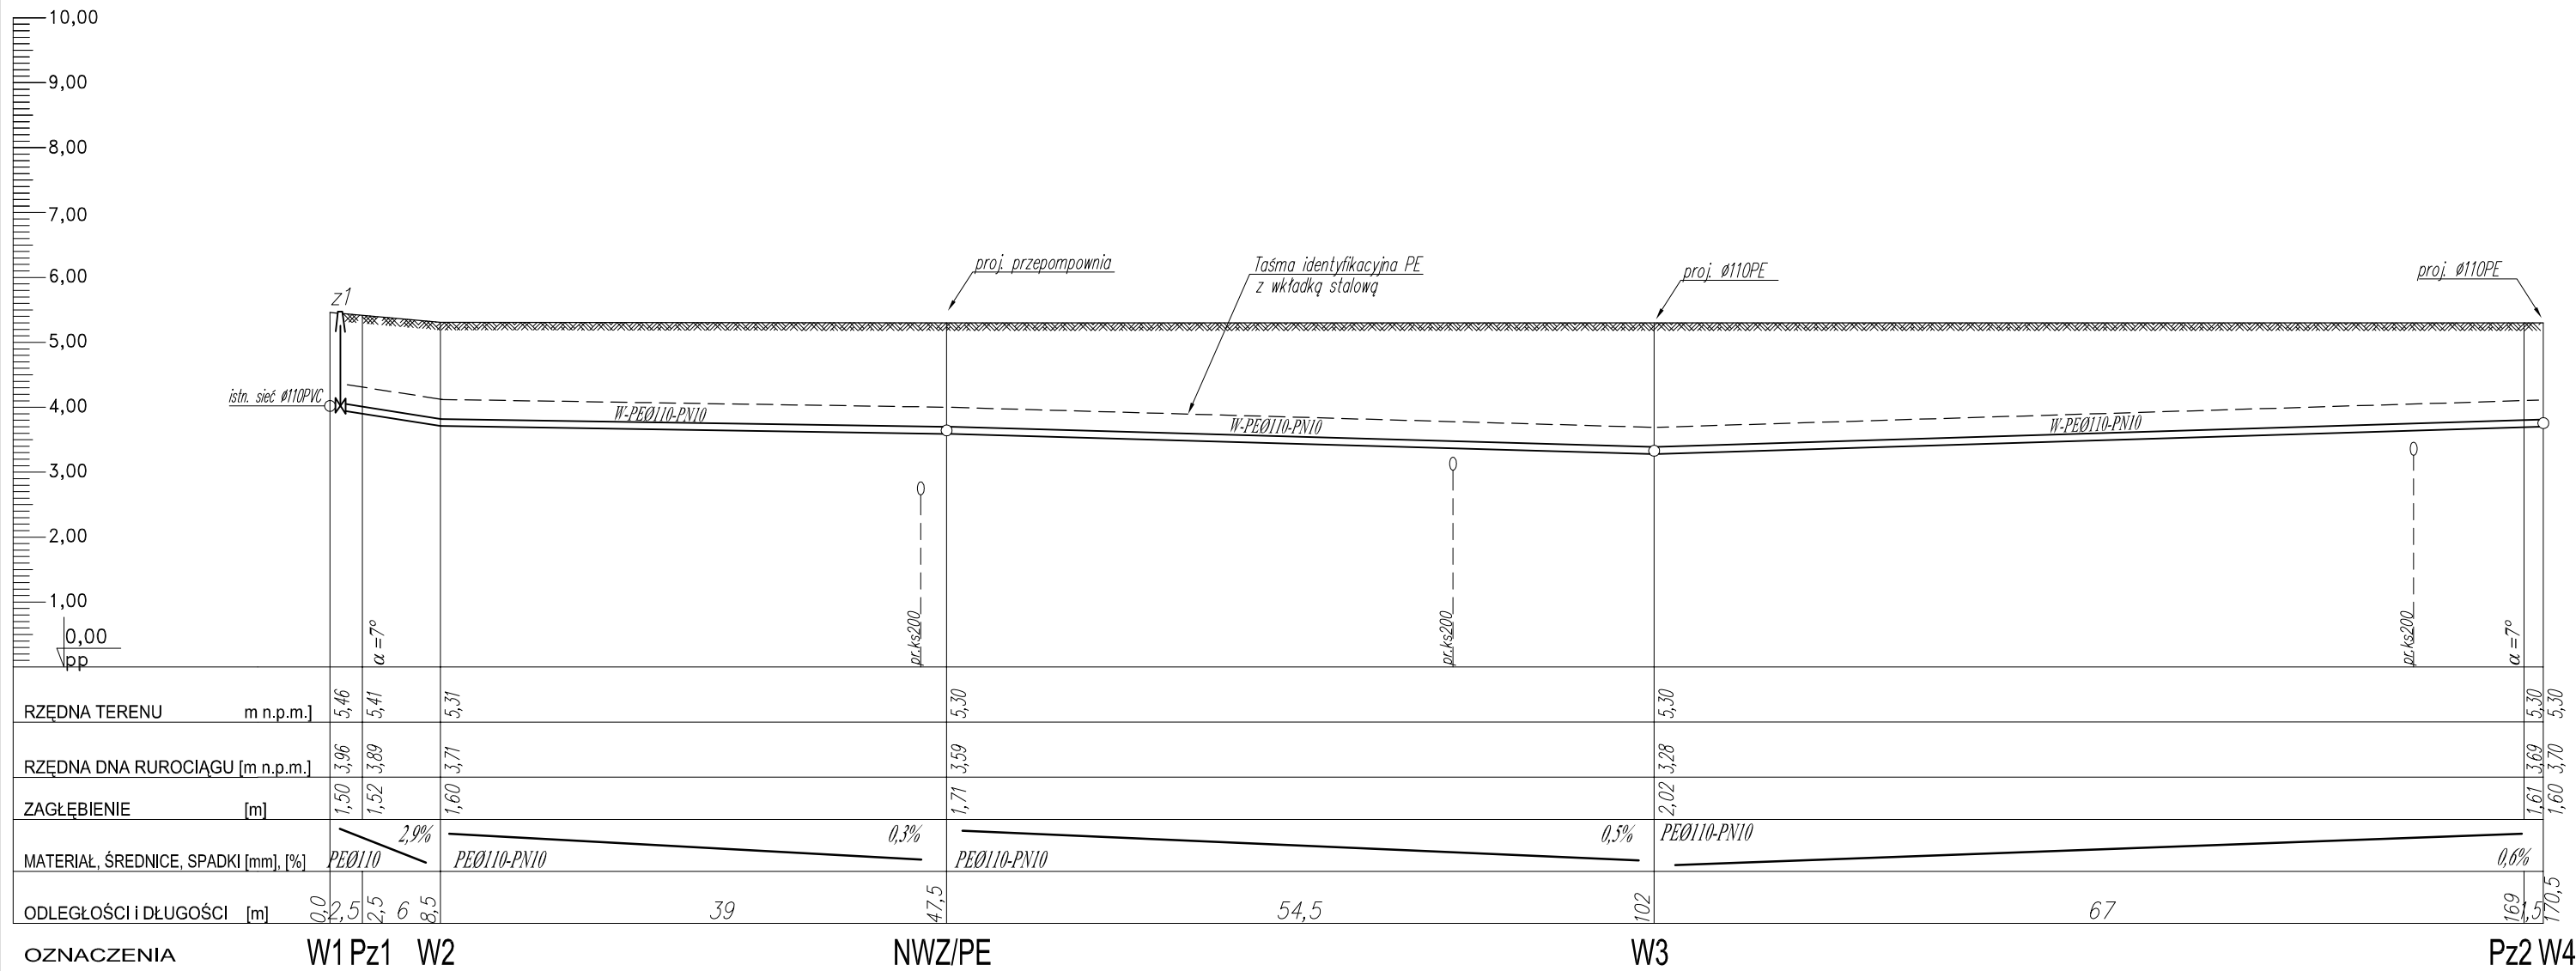 10,00
9,00
8,00
7,00
6,00
5,00
4,00
3,00
2,00
1,00
0,00
pp
z1
istn. sieć ø110PVC
proj. przepompownia
Taśma identyfikacyjna PE
z wkładką stalową
proj. ø110PE
proj. ø110PE
W-PEØ110-PN10
W-PEØ110-PN10
W-PEØ110-PN10
α =7°
pr.ks200
pr.ks200
pr.ks200
α =7°
RZĘDNA TERENU m n.p.m.] 5,46 5,41 5,31 5,30 5,30 5,30 5,30
RZĘDNA DNA RUROCIĄGU [m n.p.m.] 3,96 3,89 3,71 3,59 3,28 3,69 3,70
ZAGŁĘBIENIE [m] 1,50 1,52 1,60 1,71 2,02 1,61 1,60
2,9% 0,3% 0,5% PEØ110-PN10
MATERIAŁ, ŚREDNICE, SPADKI [mm], [%] PEØ110 PEØ110-PN10 PEØ110-PN10 0,6%
ODLEGŁOŚCI i DŁUGOŚCI [m] 0,0 2,5 2,5 6 8,5 39 47,5 54,5 102 67 169 1,5 170,5
OZNACZENIA W1 Pz1 W2 NWZ/PE W3 Pz2 W4